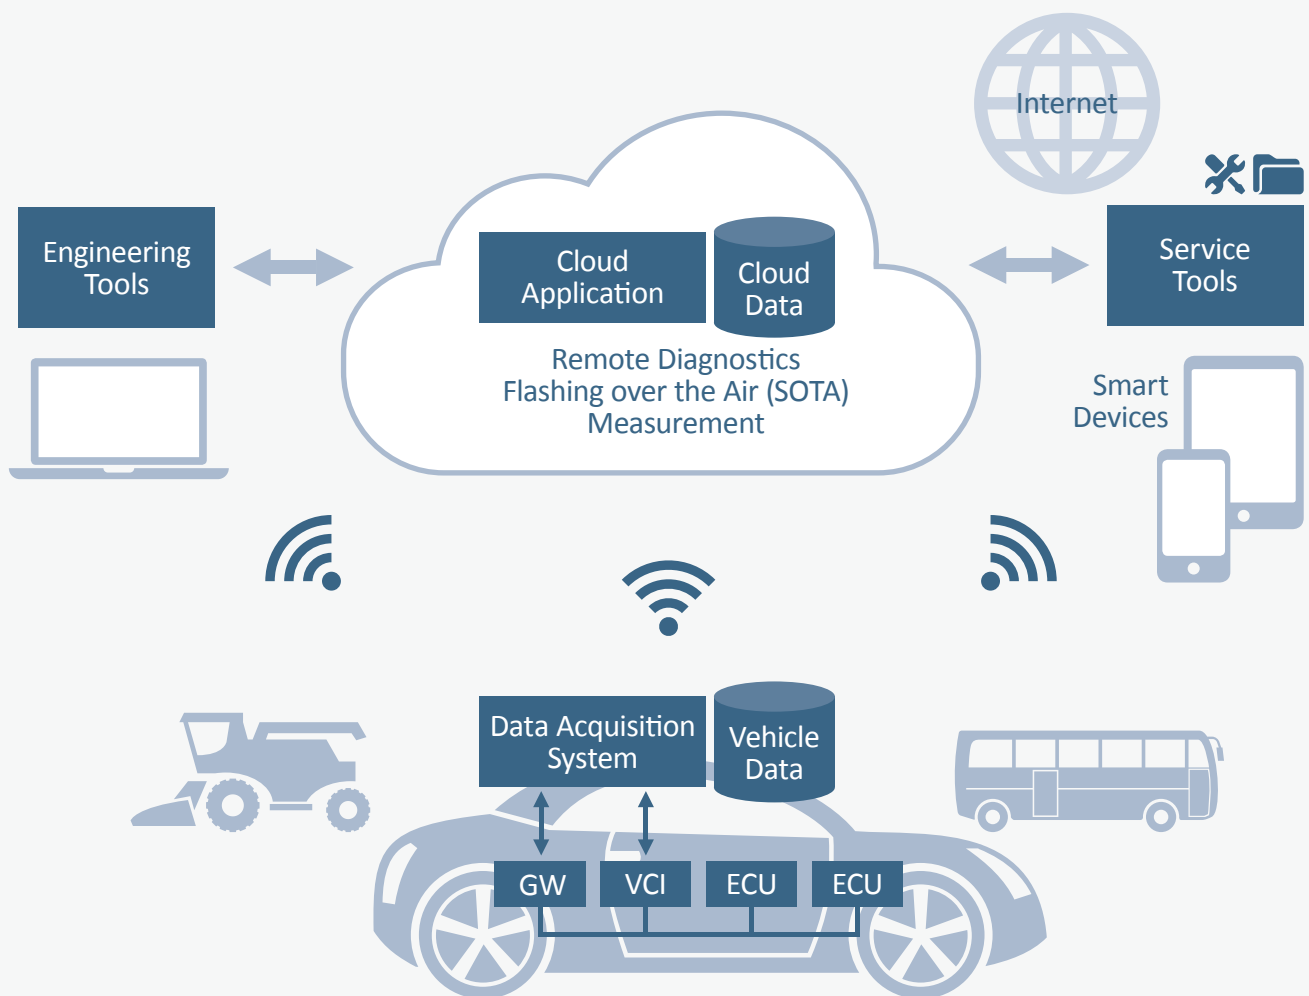 Internet
Engineering
Tools
Cloud
Application
Cloud
Data
Service
Tools
Remote Diagnostics
Flashing over the Air (SOTA)
Measurement
Smart
Devices
Data Acquisition
System
Vehicle
Data
GW
VCI
ECU
ECU